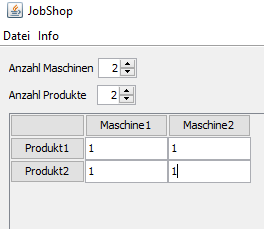 JobShop
Datei Info
Anzahl Maschinen 2
Anzahl Produkte 2
Maschine1 Maschine2
Produkt1 1 1
Produkt2 1 1